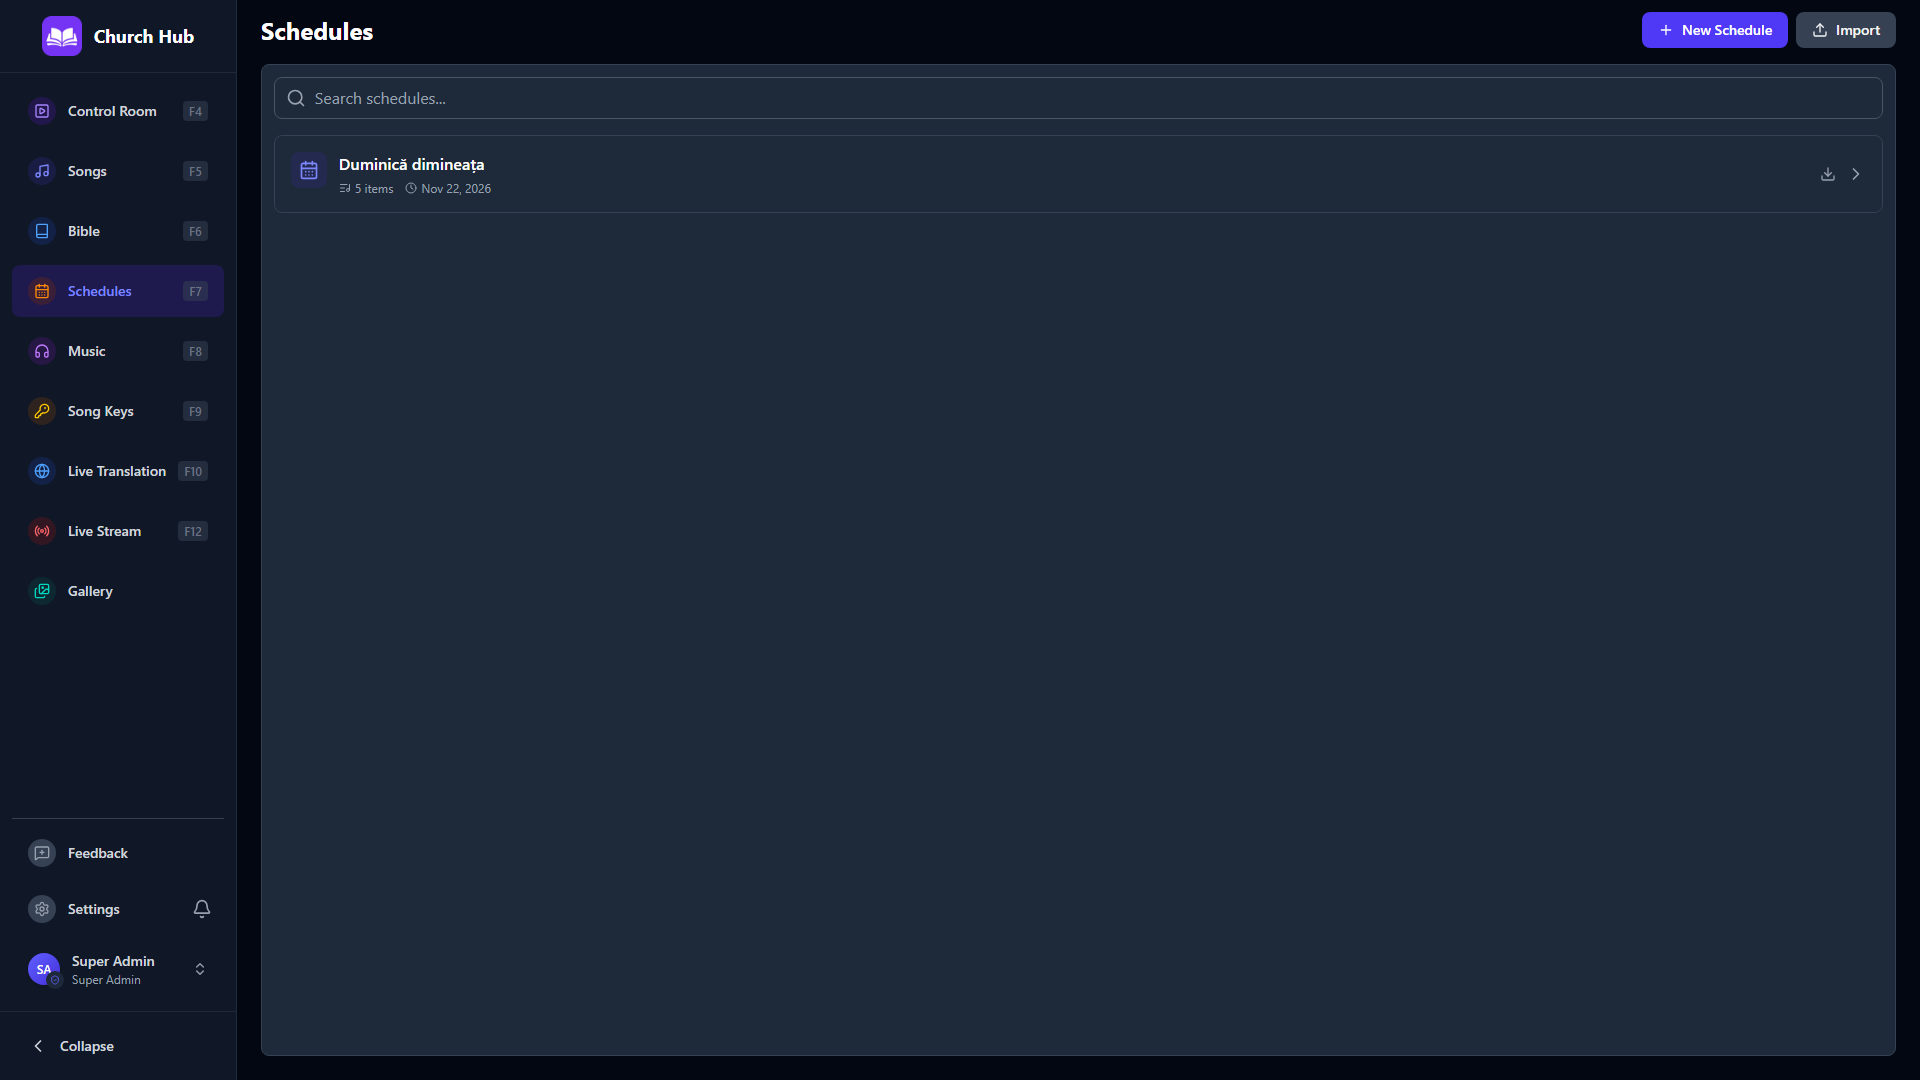 Church Hub
Control Room F4
Songs F5
Bible F6
Schedules F7
Music F8
Song Keys F9
Live Translation F10
Live Stream F12
Gallery
Feedback
Settings
SA
Super Admin
Super Admin
Collapse
Schedules
New Schedule
Import
Search schedules...
Duminică dimineața
5 items Nov 22, 2026